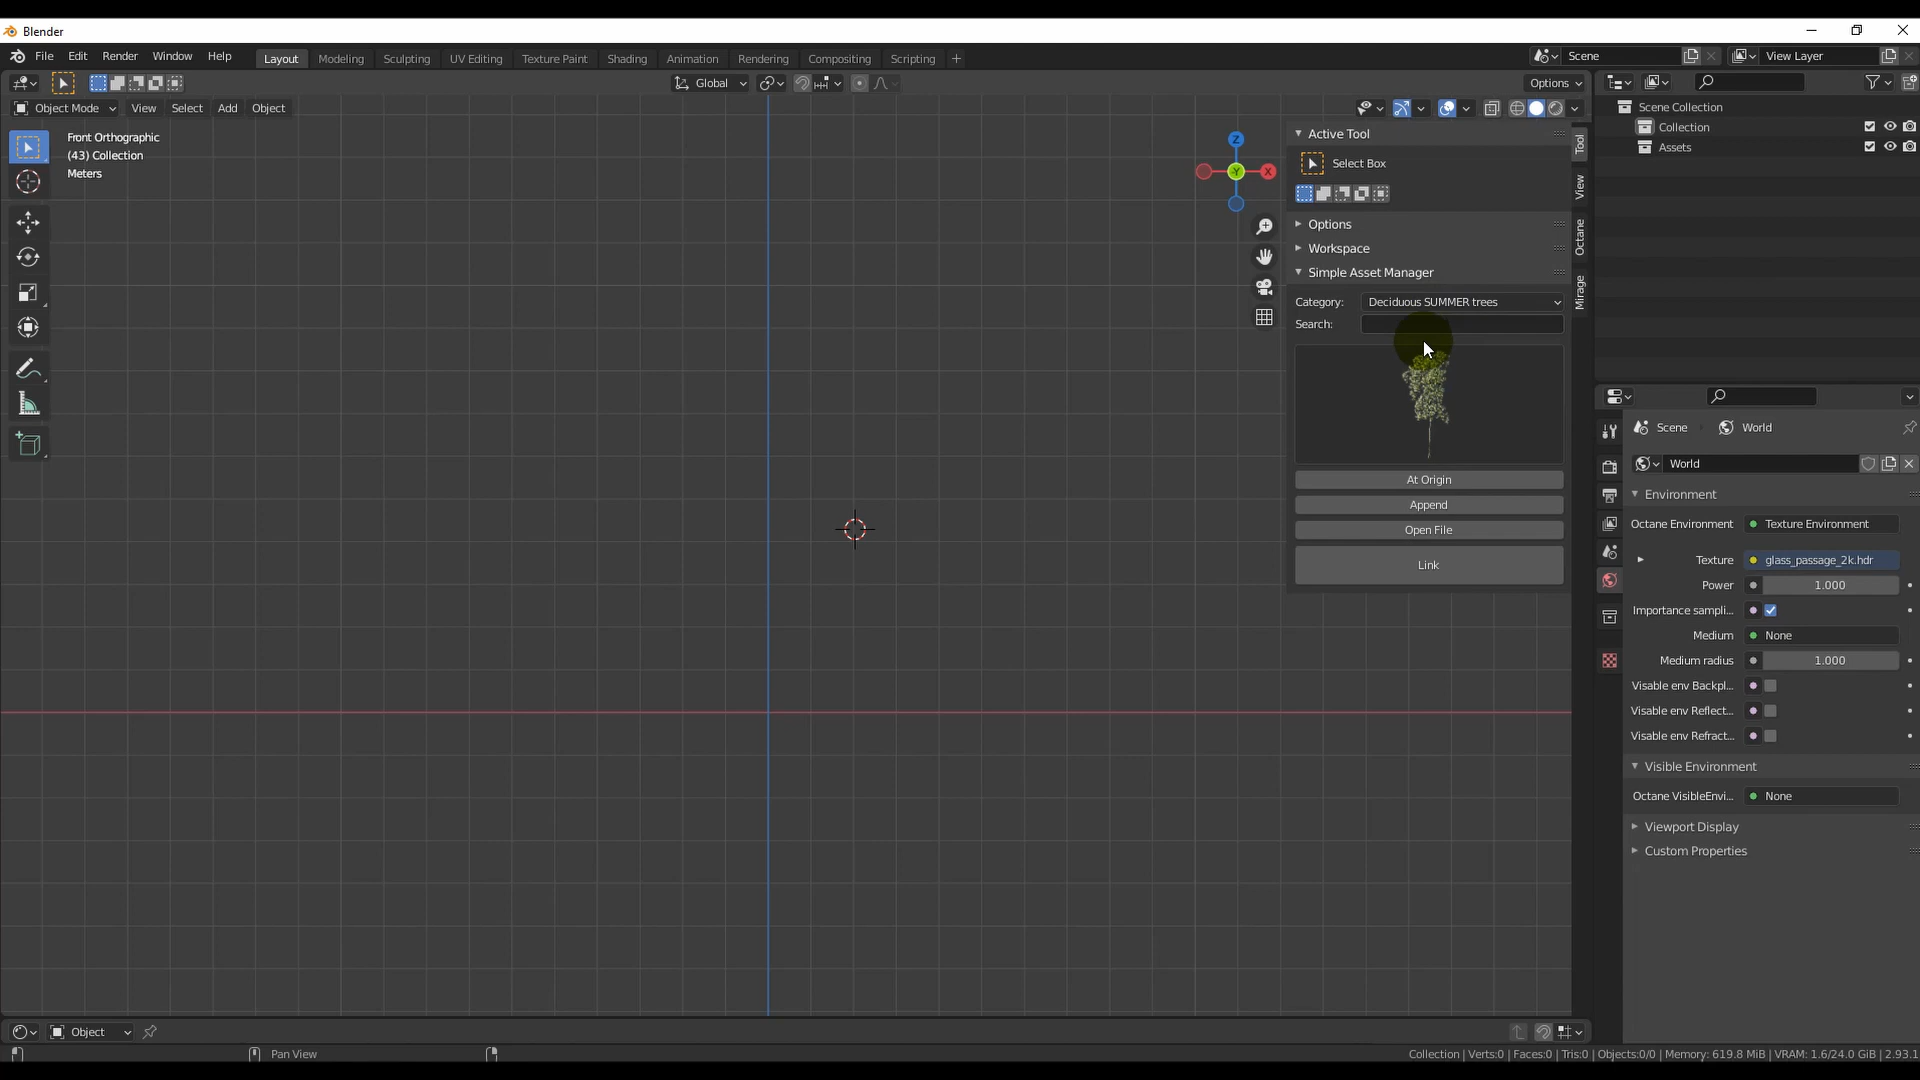 Blender
File Edit Render Window Help Layout Modeling Sculpting UV Editing Texture Paint Shading Animation Rendering Compositing Scripting + Scene View Layer
Global Options
Object Mode View Select Add Object
Front Orthographic
(43) Collection
Meters
Z
Y X
Active Tool
Select Box
Options
Workspace
Simple Asset Manager
Category: Deciduous SUMMER trees
Search:
At Origin
Append
Open File
Link
Tool
View
Octane
Mirage
Scene Collection
Collection
Assets
Scene World
World
Environment
Octane Environment Texture Environment
Texture glass_passage_2k.hdr
Power 1.000
Importance sampli...
Medium None
Medium radius 1.000
Visable env Backpl...
Visable env Reflect...
Visable env Refract...
Visible Environment
Octane VisibleEnvi... None
Viewport Display
Custom Properties
Object
Pan View
Collection | Verts:0 | Faces:0 | Tris:0 | Objects:0/0 | Memory: 619.8 MiB | VRAM: 1.6/24.0 GiB | 2.93.1